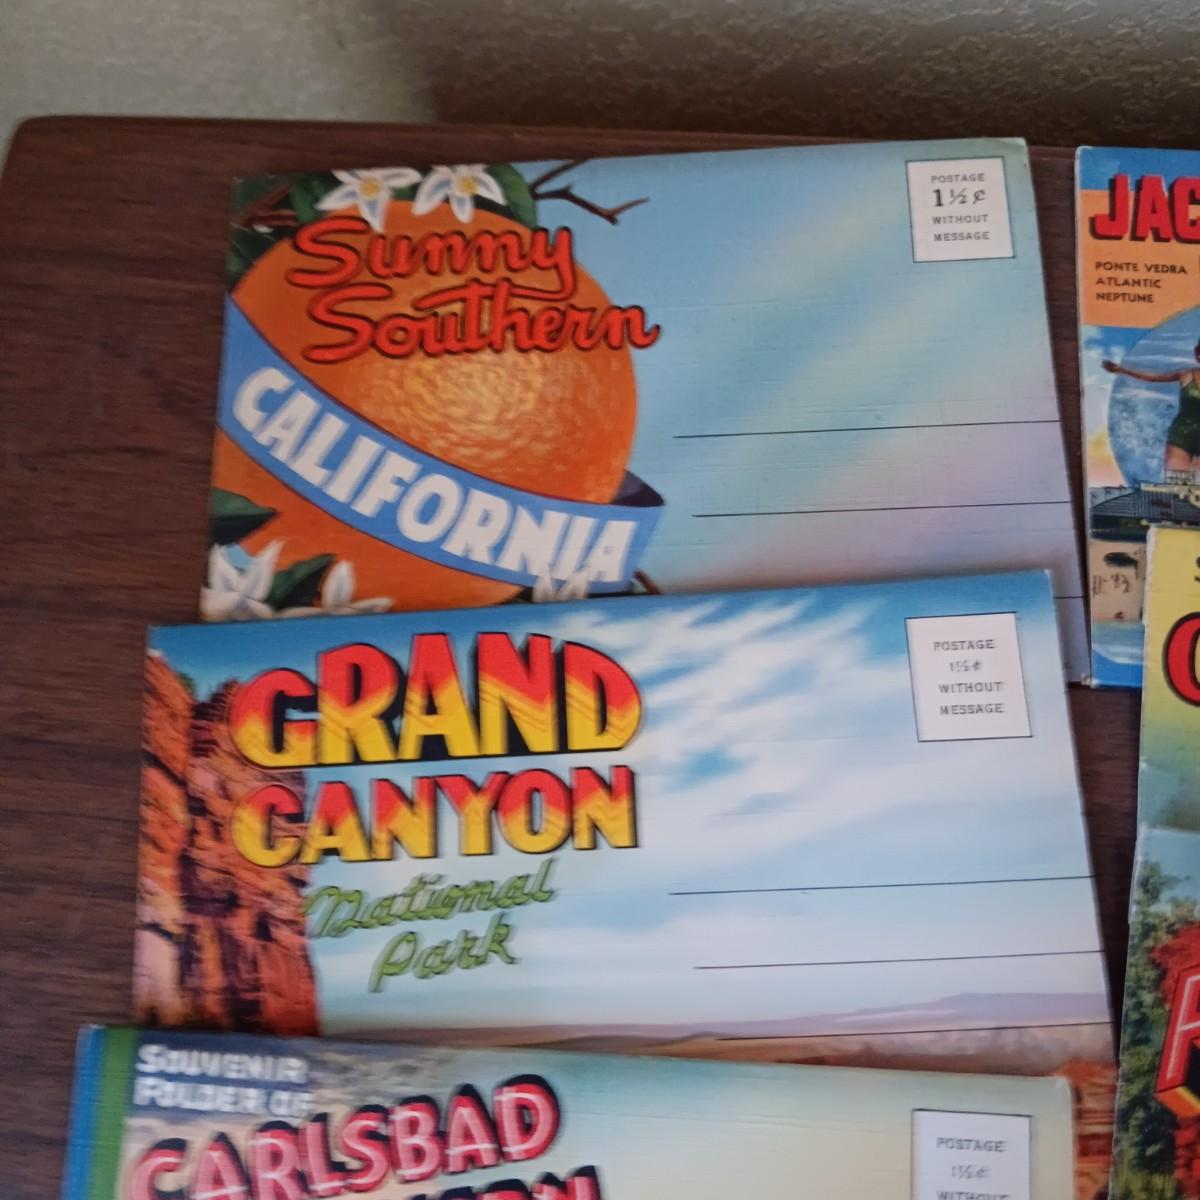 Sunny
Southern
CALIFORNIA
POSTAGE
1½¢
WITHOUT
MESSAGE
JAC
PONTE VEDRA
ATLANTIC
NEPTUNE
GRAND
CANYON
National
Park
POSTAGE
1½¢
WITHOUT
MESSAGE
SOUVENIR
FOLDER OF
CARLSBAD
POSTAGE
1½¢
WITHOUT